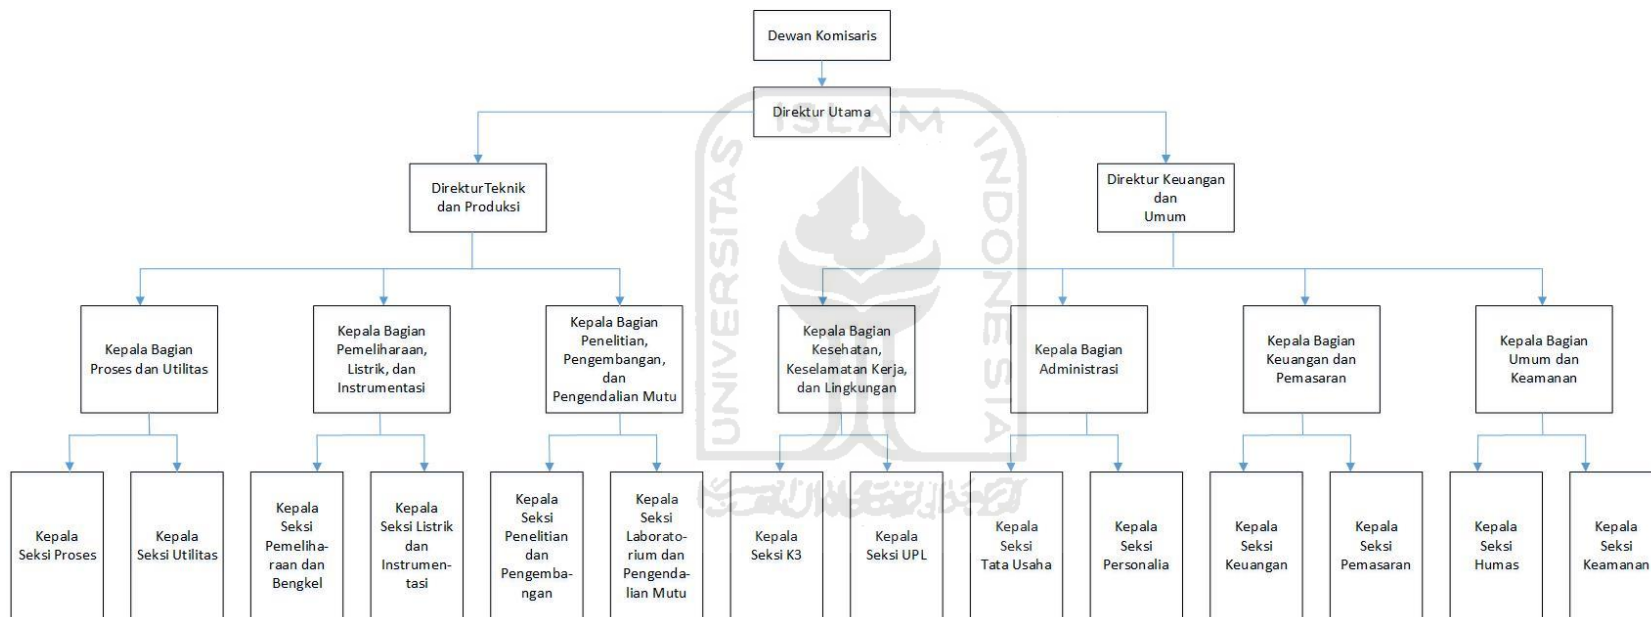 Dewan Komisaris
Direktur Utama
DirekturTeknik
dan Produksi
Direktur Keuangan
dan
Umum
Kepala Bagian
Proses dan Utilitas
Kepala Bagian
Pemeliharaan,
Listrik, dan
Instrumentasi
Kepala Bagian
Penelitian,
Pengembangan,
dan
Pengendalian Mutu
Kepala Bagian
Kesehatan,
Keselamatan Kerja,
dan Lingkungan
Kepala Bagian
Administrasi
Kepala Bagian
Keuangan dan
Pemasaran
Kepala Bagian
Umum dan
Keamanan
Kepala
Seksi Proses
Kepala
Seksi Utilitas
Kepala
Seksi
Pemeliha-
raan dan
Bengkel
Kepala
Seksi Listrik
dan
Instrumen-
tasi
Kepala
Seksi
Penelitian
dan
Pengemba-
ngan
Kepala
Seksi
Laborato-
rium dan
Pengenda-
lian Mutu
Kepala
Seksi K3
Kepala
Seksi UPL
Kepala
Seksi
Tata Usaha
Kepala
Seksi
Personalia
Kepala
Seksi
Keuangan
Kepala
Seksi
Pemasaran
Kepala
Seksi
Humas
Kepala
Seksi
Keamanan
UNIVERSITAS
ISLAM
INDONESIA